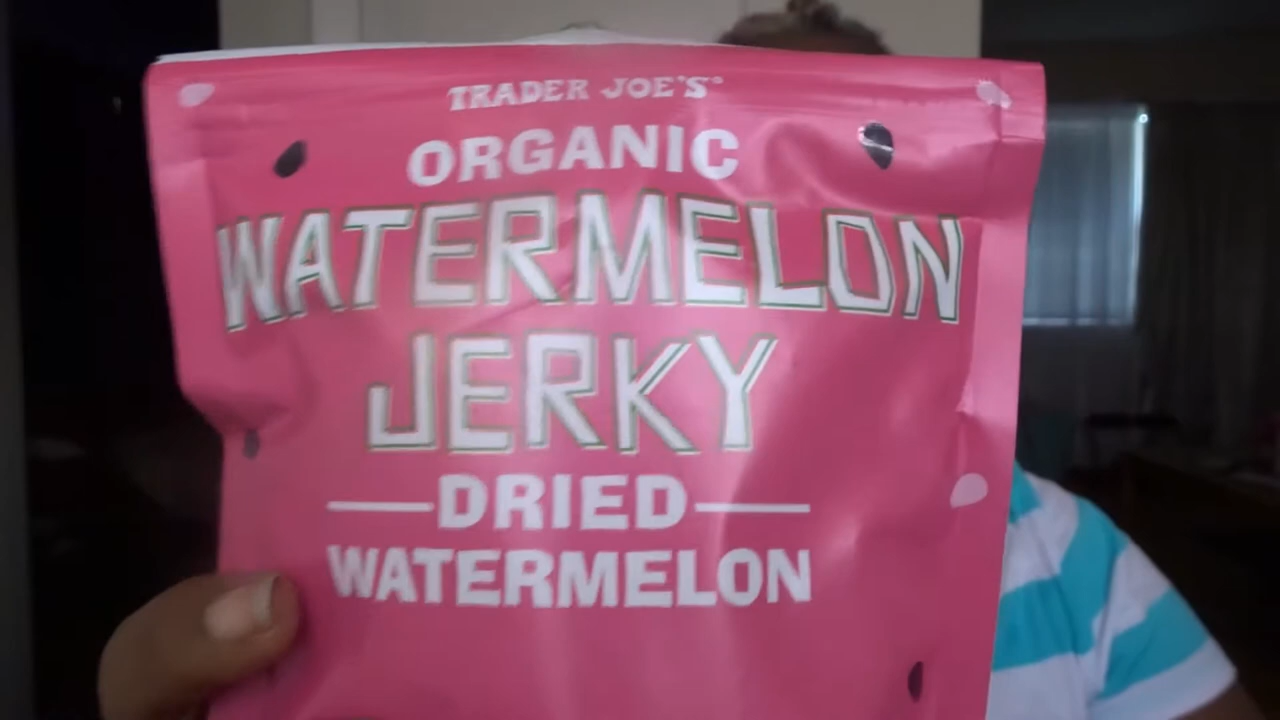 TRADER JOE'S
ORGANIC
WATERMELON
JERKY
DRIED
WATERMELON